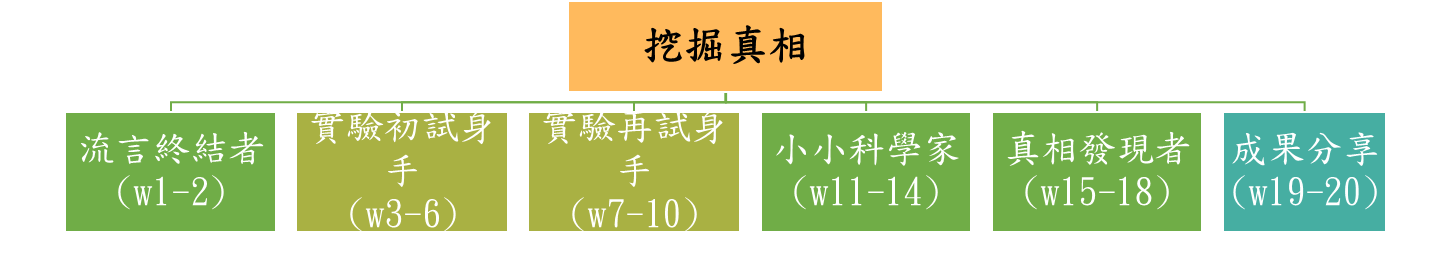 挖掘真相
流言終結者
(w1-2)
實驗初試身
手
(w3-6)
實驗再試身
手
(w7-10)
小小科學家
(w11-14)
真相發現者
(w15-18)
成果分享
(w19-20)